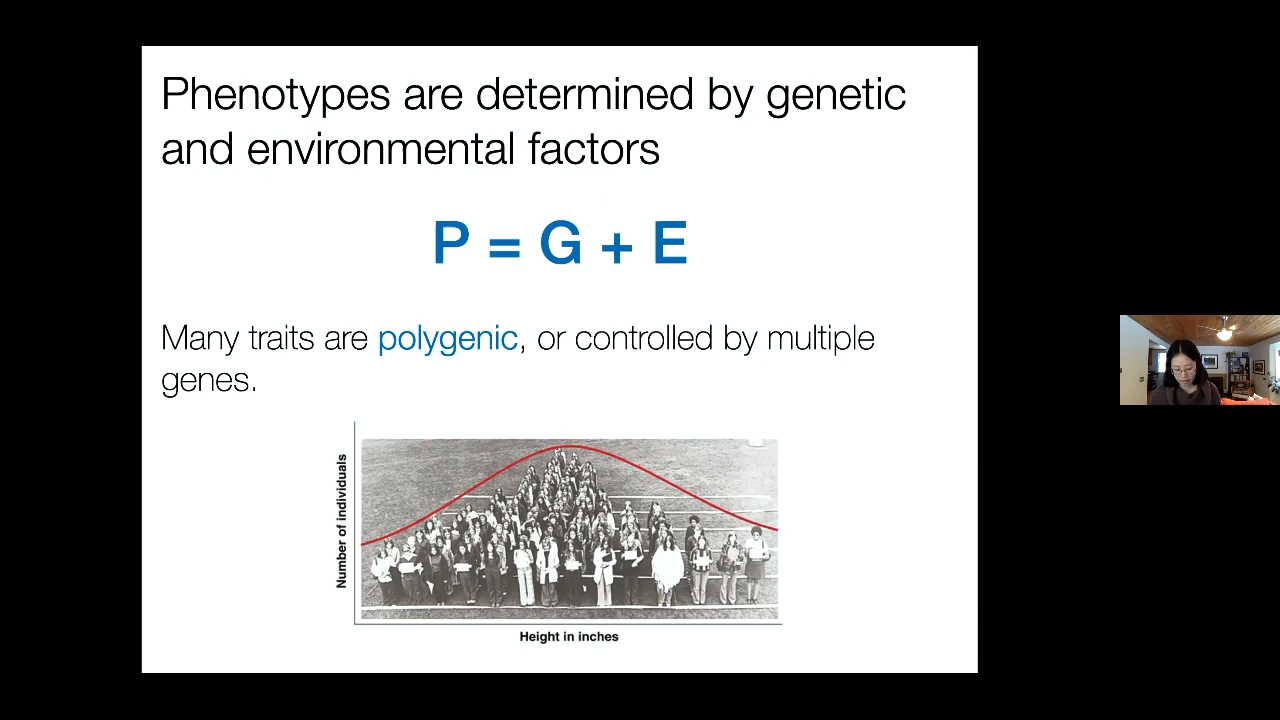 Phenotypes are determined by genetic
and environmental factors
P = G + E
Many traits are polygenic, or controlled by multiple
genes.
Number of individuals
Height in inches